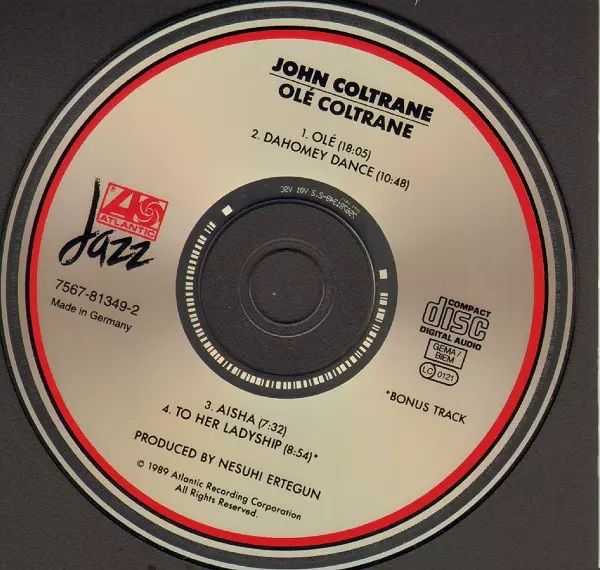 JOHN COLTRANE
OLÉ COLTRANE
1. OLÉ (18:05)
2. DAHOMEY DANCE (10:48)
ATLANTIC
Jazz
7567-81349-2
Made in Germany
COMPACT
disc
DIGITAL AUDIO
GEMA/
BIEM
LC 0121
*BONUS TRACK
3. AISHA (7:32)
4. TO HER LADYSHIP (8:54)*
PRODUCED BY NESUHI ERTEGUN
© 1989 Atlantic Recording Corporation
All Rights Reserved.